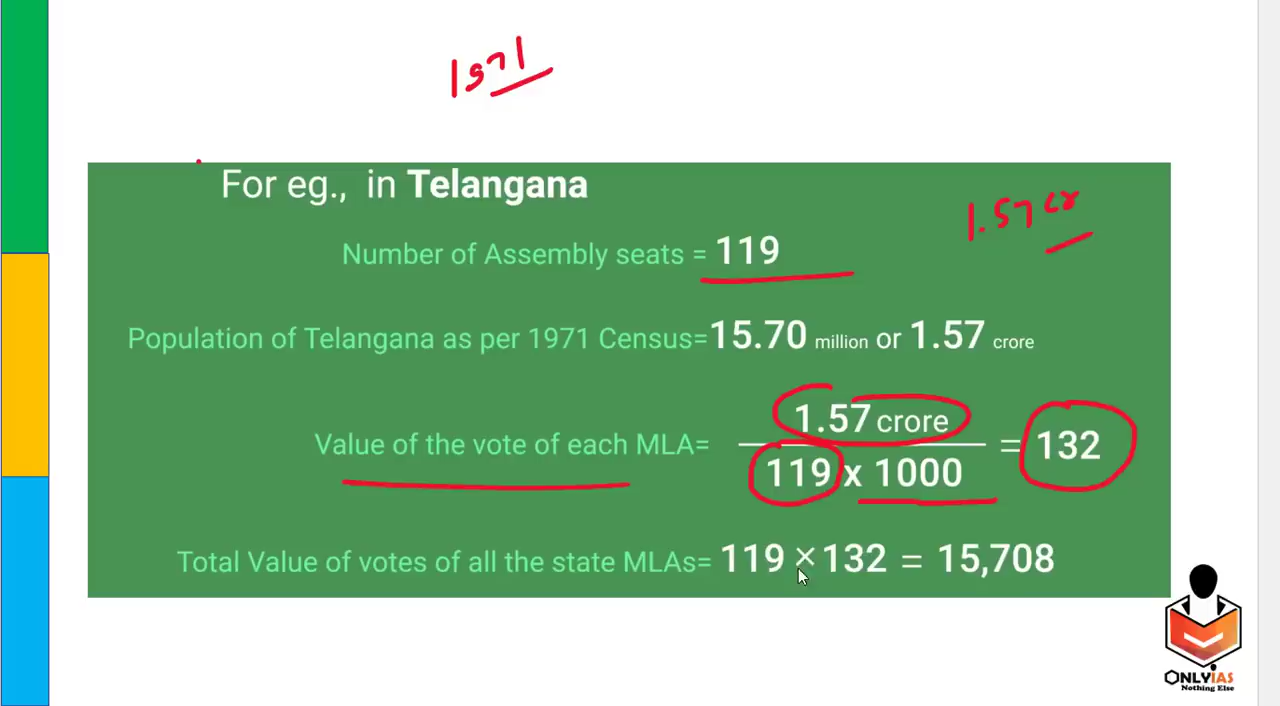 1971
For eg., in Telangana
1.57 cr
Number of Assembly seats = 119
Population of Telangana as per 1971 Census=15.70 million or 1.57 crore
Value of the vote of each MLA= 1.57 crore / 119 x 1000 = 132
Total Value of votes of all the state MLAs= 119 × 132 = 15,708
ONLYIAS
Nothing Else